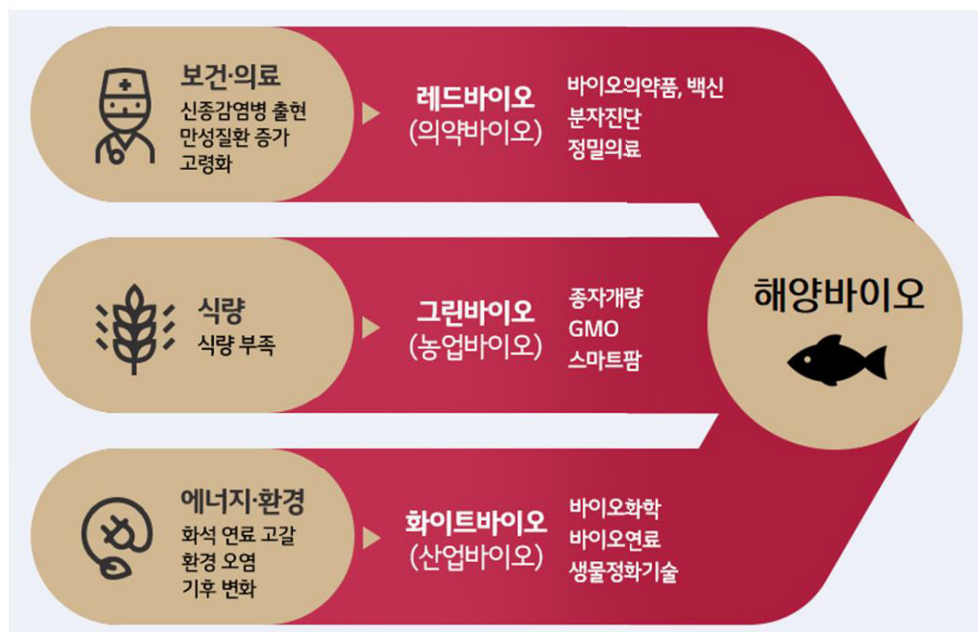 보건·의료
신종감염병 출현
만성질환 증가
고령화
레드바이오
(의약바이오)
바이오의약품, 백신
분자진단
정밀의료
식량
식량 부족
그린바이오
(농업바이오)
종자개량
GMO
스마트팜
해양바이오
에너지·환경
화석 연료 고갈
환경 오염
기후 변화
화이트바이오
(산업바이오)
바이오화학
바이오연료
생물정화기술